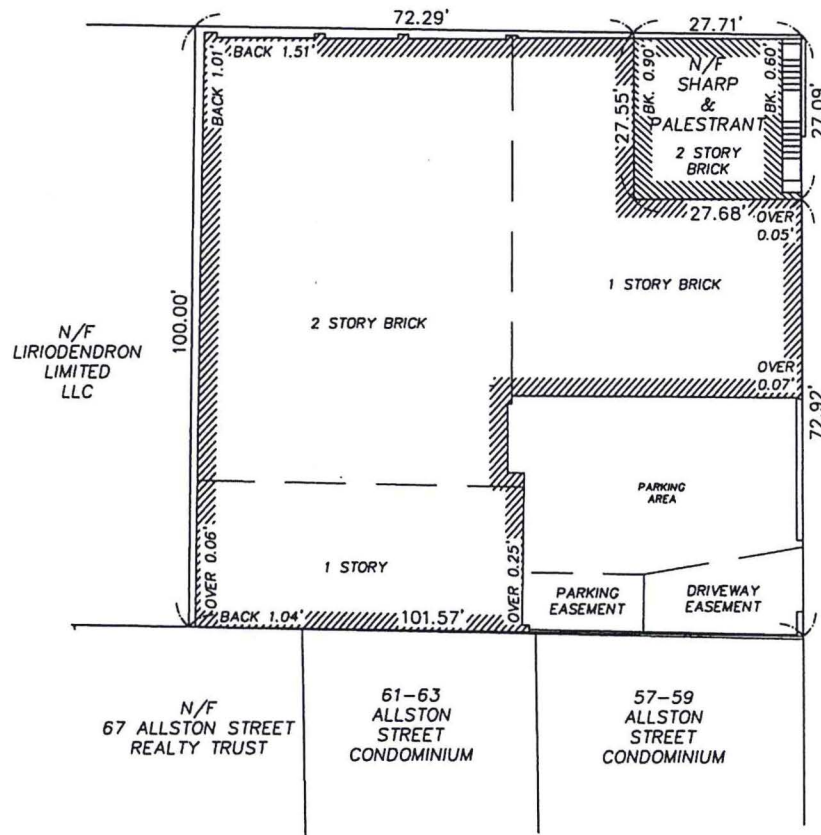 72.29'
27.71'
BACK 1.51'
BACK 1.01'
27.55'
BK. 0.90'
N/F
SHARP
&
PALESTRANT
2 STORY
BRICK
BK. 0.60'
27.09'
27.68'
OVER
0.05'
1 STORY BRICK
2 STORY BRICK
N/F
LIRIODENDRON
LIMITED
LLC
100.00'
OVER
0.07'
72.92'
PARKING
AREA
OVER 0.06'
1 STORY
OVER 0.25'
PARKING
EASEMENT
DRIVEWAY
EASEMENT
BACK 1.04'
101.57'
N/F
67 ALLSTON STREET
REALTY TRUST
61-63
ALLSTON
STREET
CONDOMINIUM
57-59
ALLSTON
STREET
CONDOMINIUM